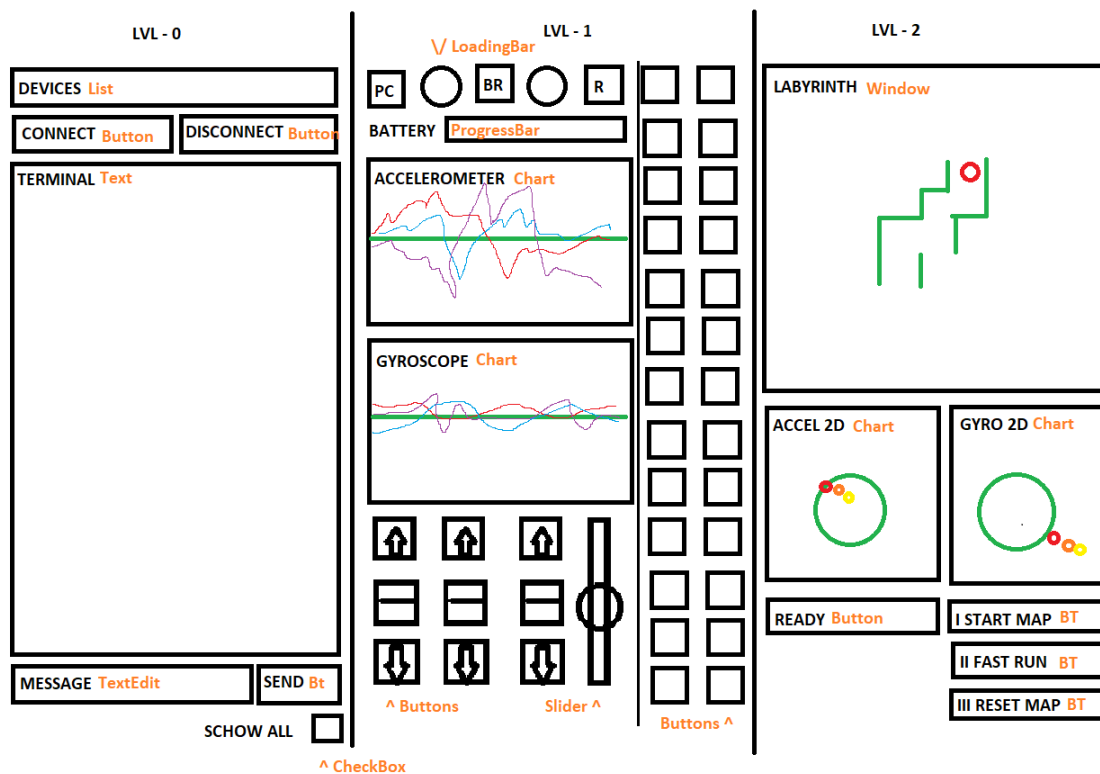 LVL - 0
DEVICES List
CONNECT Button
DISCONNECT Button
TERMINAL Text
MESSAGE TextEdit
SEND Bt
SCHOW ALL
^ CheckBox
LVL - 1
\/ LoadingBar
PC
BR
R
BATTERY ProgressBar
ACCELEROMETER Chart
GYROSCOPE Chart
^ Buttons
Slider ^
Buttons ^
LVL - 2
LABYRINTH Window
ACCEL 2D Chart
GYRO 2D Chart
READY Button
I START MAP BT
II FAST RUN BT
III RESET MAP BT